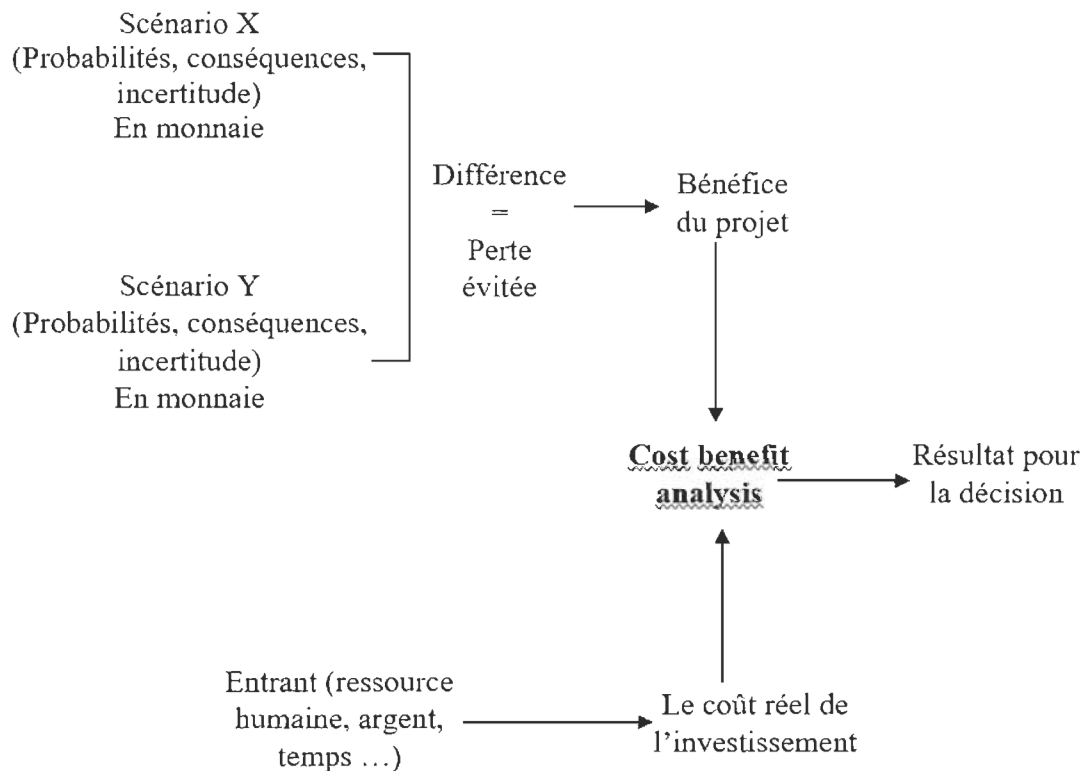 Scénario X
(Probabilités, conséquences,
incertitude)
En monnaie
Différence
=
Perte
évitée
Bénéfice
du projet
Scénario Y
(Probabilités, conséquences,
incertitude)
En monnaie
Cost benefit
analysis
Résultat pour
la décision
Entrant (ressource
humaine, argent,
temps ...)
Le coût réel de
l'investissement